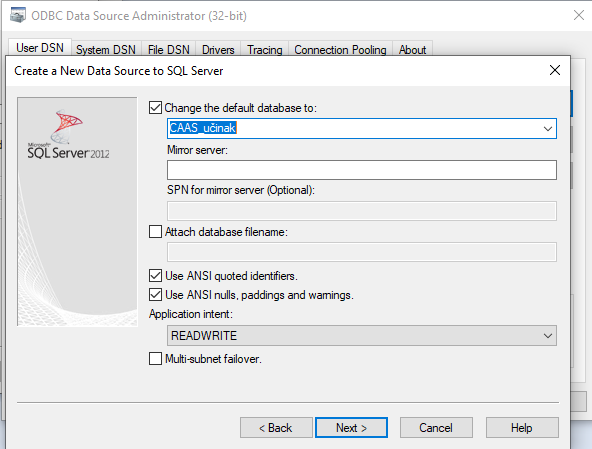 ODBC Data Source Administrator (32-bit)
User DSN System DSN File DSN Drivers Tracing Connection Pooling About
Create a New Data Source to SQL Server
Microsoft
SQL Server 2012
Change the default database to:
CAAS_učinak
Mirror server:
SPN for mirror server (Optional):
Attach database filename:
Use ANSI quoted identifiers.
Use ANSI nulls, paddings and warnings.
Application intent:
READWRITE
Multi-subnet failover.
< Back Next > Cancel Help